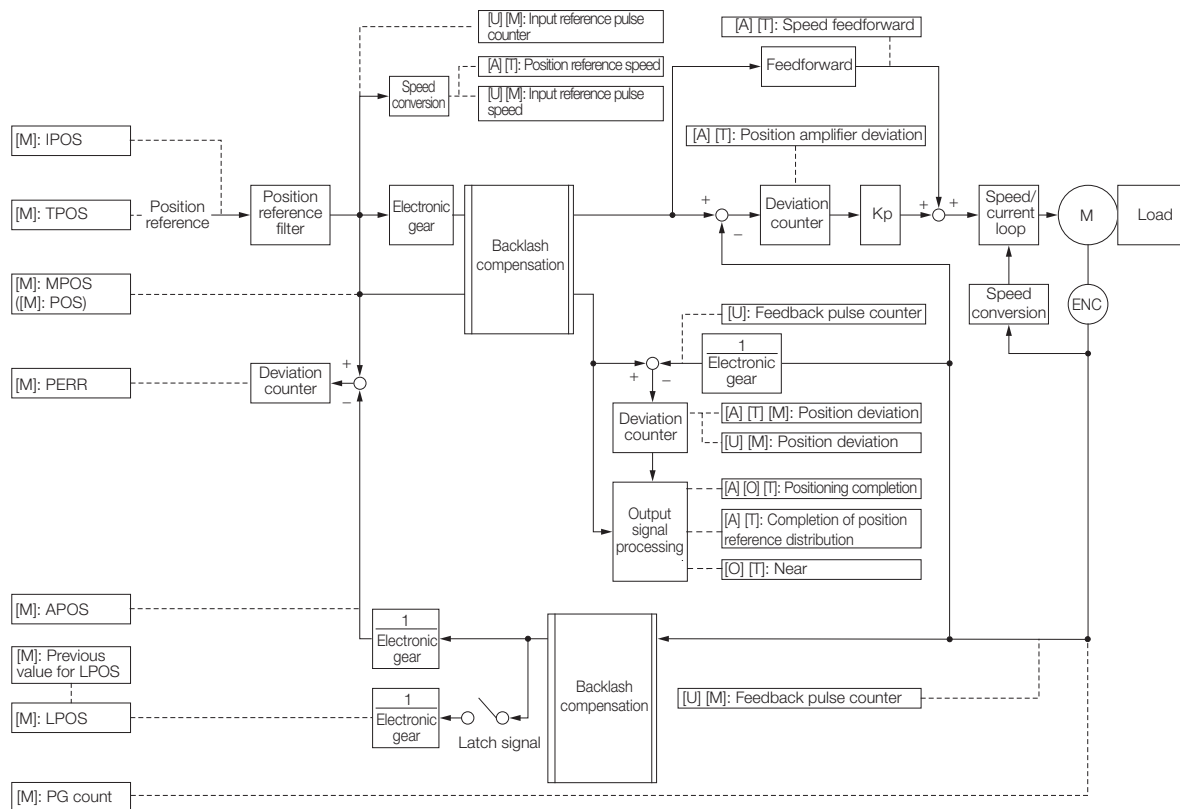 [U] [M]: Input reference pulse
counter
[A] [T]: Speed feedforward
Feedforward
[A] [T]: Position reference speed
Speed
conversion
[U] [M]: Input reference pulse
speed
[M]: IPOS
[A] [T]: Position amplifier deviation
[M]: TPOS
Position
reference
Position
reference
filter
Electronic
gear
Backlash
compensation
+
−
Deviation
counter
Kp
+
+
+
Speed/
current
loop
M
Load
[M]: MPOS
([M]: POS)
Speed
conversion
ENC
[U]: Feedback pulse counter
1
Electronic
gear
+
−
[M]: PERR
Deviation
counter
+
−
Deviation
counter
[A] [T] [M]: Position deviation
[U] [M]: Position deviation
Output
signal
processing
[A] [O] [T]: Positioning completion
[A] [T]: Completion of position
reference distribution
[O] [T]: Near
[M]: APOS
1
Electronic
gear
[M]: Previous
value for LPOS
Backlash
compensation
[U] [M]: Feedback pulse counter
[M]: LPOS
1
Electronic
gear
Latch signal
[M]: PG count